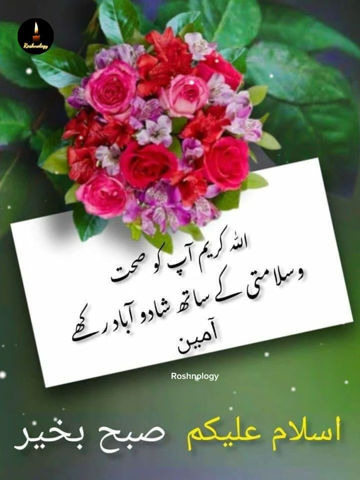 Roshnology
اللہ کریم آپ کو صحت
وسلامتی کے ساتھ شادو آباد رکھے
آمین
Roshnology
اسلام علیکم صبح بخیر